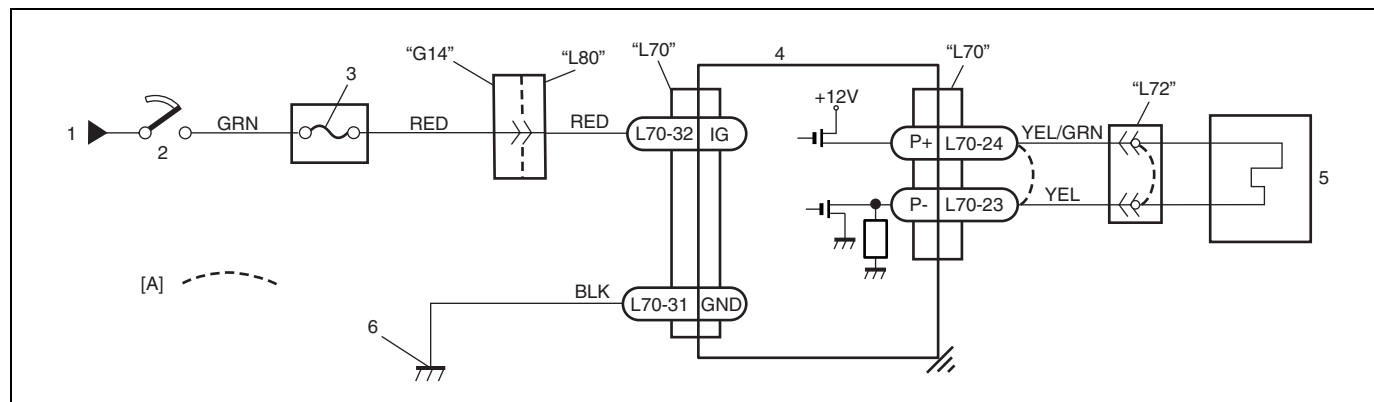 “G14”
“L80”
“L70”
4
“L70”
“L72”
3
+12V
1
2
GRN
RED
RED
L70-32
IG
P+
L70-24
YEL/GRN
5
P-
L70-23
YEL
[A]
BLK
L70-31
GND
6